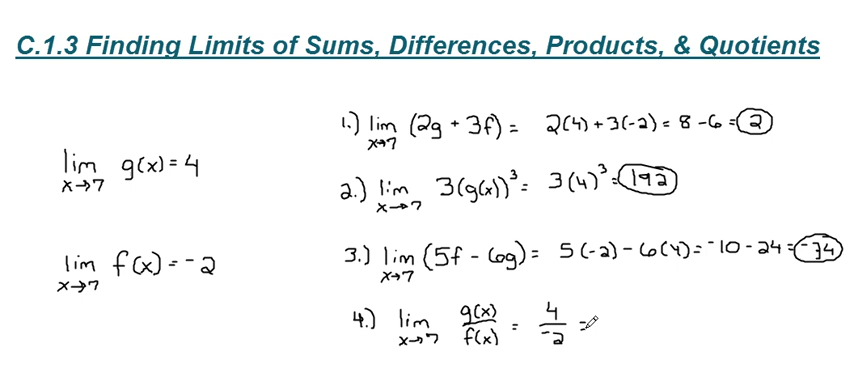 C.1.3 Finding Limits of Sums, Differences, Products, & Quotients
lim x→7 g(x) = 4
lim x→7 f(x) = -2
1.) lim x→7 (2g + 3f) = 2(4) + 3(-2) = 8 - 6 = 2
2.) lim x→7 3(g(x))³ = 3(4)³ = 192
3.) lim x→7 (5f - 6g) = 5(-2) - 6(4) = -10 - 24 = -34
4.) lim x→7 g(x)/f(x) = 4/-2 =